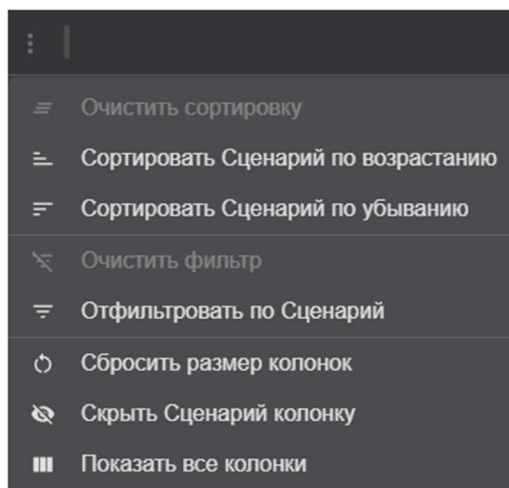 Очистить сортировку
Сортировать Сценарий по возрастанию
Сортировать Сценарий по убыванию
Очистить фильтр
Отфильтровать по Сценарий
Сбросить размер колонок
Скрыть Сценарий колонку
Показать все колонки